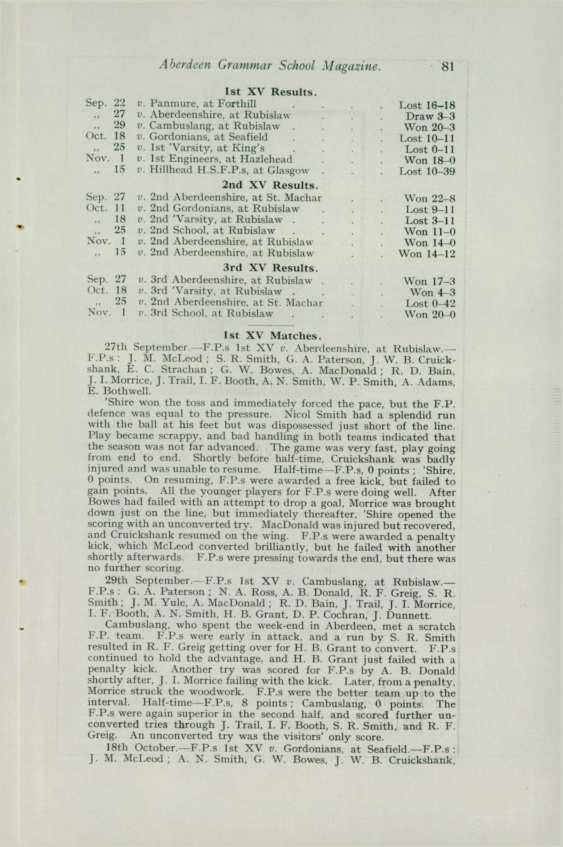 Aberdeen Grammar School Magazine. 81
1st XV Results.
Sep. 22 v. Panmure, at Forthill . . . . Lost 16–18
,, 27 v. Aberdeenshire, at Rubislaw . . . Draw 3–3
,, 29 v. Cambuslang, at Rubislaw . . . . Won 20–3
Oct. 18 v. Gordonians, at Seafield . . . Lost 10–11
,, 25 v. 1st 'Varsity, at King's . . . . Lost 0–11
Nov. 1 v. 1st Engineers, at Hazlehead . . . Won 18–0
,, 15 v. Hillhead H.S.F.P.s, at Glasgow . . . Lost 10–39
2nd XV Results.
Sep. 27 v. 2nd Aberdeenshire, at St. Machar . . Won 22–8
Oct. 11 v. 2nd Gordonians, at Rubislaw . . . Lost 9–11
,, 18 v. 2nd 'Varsity, at Rubislaw . . . . Lost 3–11
,, 25 v. 2nd School, at Rubislaw . . . . Won 11–0
Nov. 1 v. 2nd Aberdeenshire, at Rubislaw . . Won 14–0
,, 15 v. 2nd Aberdeenshire, at Rubislaw . . Won 14–12
3rd XV Results.
Sep. 27 v. 3rd Aberdeenshire, at Rubislaw . . . Won 17–3
Oct. 18 v. 3rd 'Varsity, at Rubislaw . . . . Won 4–3
,, 25 v. 2nd Aberdeenshire, at St. Machar . . Lost 0–42
Nov. 1 v. 3rd School, at Rubislaw . . . . Won 20–0
1st XV Matches.
27th September.—F.P.s 1st XV v. Aberdeenshire, at Rubislaw.—
F.P.s : J. M. McLeod ; S. R. Smith, G. A. Paterson, J. W. B. Cruick-
shank, E. C. Strachan ; G. W. Bowes, A. MacDonald ; R. D. Bain,
J. I. Morrice, J. Trail, I. F. Booth, A. N. Smith, W. P. Smith, A. Adams,
E. Bothwell.
'Shire won the toss and immediately forced the pace, but the F.P.
defence was equal to the pressure. Nicol Smith had a splendid run
with the ball at his feet but was dispossessed just short of the line.
Play became scrappy, and bad handling in both teams indicated that
the season was not far advanced. The game was very fast, play going
from end to end. Shortly before half-time, Cruickshank was badly
injured and was unable to resume. Half-time—F.P.s, 0 points ; 'Shire,
0 points. On resuming, F.P.s were awarded a free kick, but failed to
gain points. All the younger players for F.P.s were doing well. After
Bowes had failed with an attempt to drop a goal, Morrice was brought
down just on the line, but immediately thereafter, 'Shire opened the
scoring with an unconverted try. MacDonald was injured but recovered,
and Cruickshank resumed on the wing. F.P.s were awarded a penalty
kick, which McLeod converted brilliantly, but he failed with another
shortly afterwards. F.P.s were pressing towards the end, but there was
no further scoring.
29th September.—F.P.s 1st XV v. Cambuslang, at Rubislaw.—
F.P.s : G. A. Paterson ; N. A. Ross, A. B. Donald, R. F. Greig, S. R.
Smith ; J. M. Yule, A. MacDonald ; R. D. Bain, J. Trail, J. I. Morrice,
I. F. Booth, A. N. Smith, H. B. Grant, D. P. Cochran, J. Dunnett.
Cambuslang, who spent the week-end in Aberdeen, met a scratch
F.P. team. F.P.s were early in attack, and a run by S. R. Smith
resulted in R. F. Greig getting over for H. B. Grant to convert. F.P.s
continued to hold the advantage, and H. B. Grant just failed with a
penalty kick. Another try was scored for F.P.s by A. B. Donald
shortly after, J. I. Morrice failing with the kick. Later, from a penalty,
Morrice struck the woodwork. F.P.s were the better team up to the
interval. Half-time—F.P.s, 8 points ; Cambuslang, 0 points. The
F.P.s were again superior in the second half, and scored further un-
converted tries through J. Trail, I. F. Booth, S. R. Smith, and R. F.
Greig. An unconverted try was the visitors' only score.
18th October.—F.P.s 1st XV v. Gordonians, at Seafield.—F.P.s :
J. M. McLeod ; A. N. Smith, G. W. Bowes, J. W. B. Cruickshank,